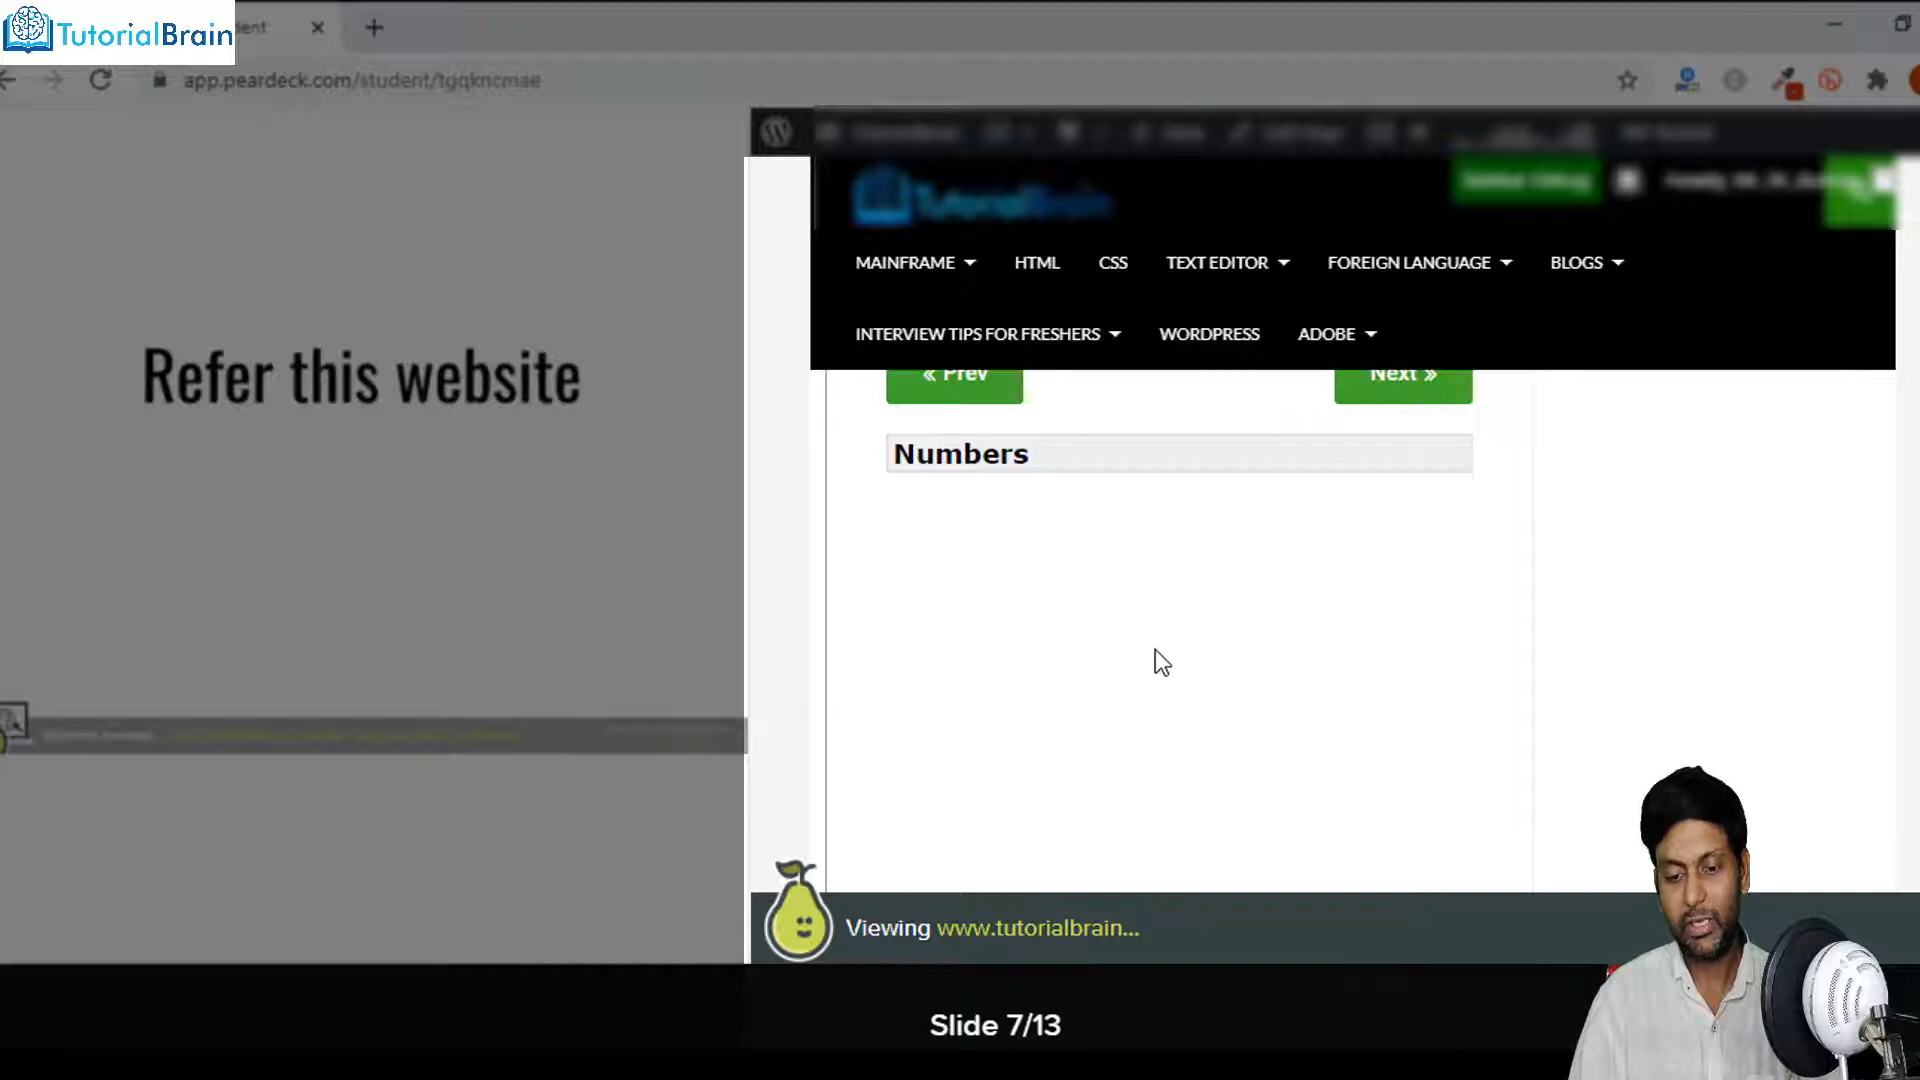 TutorialBrain
app.peardeck.com/student/tgqkncmae
TutorialBrain
MAINFRAME HTML CSS TEXT EDITOR FOREIGN LANGUAGE BLOGS
INTERVIEW TIPS FOR FRESHERS WORDPRESS ADOBE
« Prev Next »
Refer this website
Numbers
Viewing www.tutorialbrain...
Slide 7/13